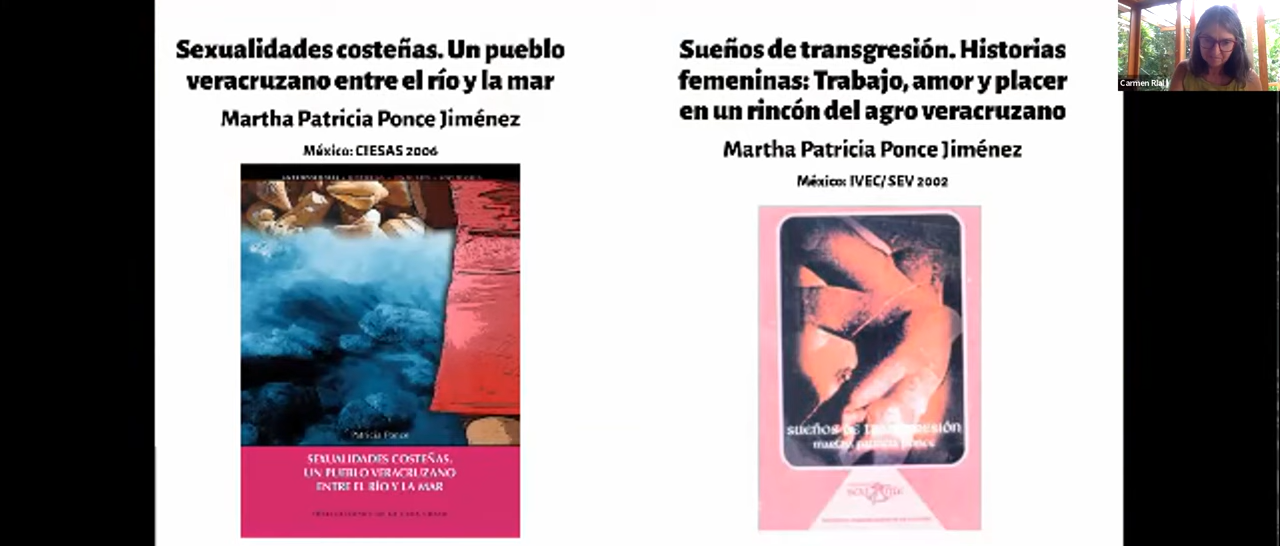 Sexualidades costeñas. Un pueblo
veracruzano entre el río y la mar
Martha Patricia Ponce Jiménez
México: CIESAS 2006
Patricia Ponce
SEXUALIDADES COSTEÑAS.
UN PUEBLO VERACRUZANO
ENTRE EL RÍO Y LA MAR
Sueños de transgresión. Historias
femeninas: Trabajo, amor y placer
en un rincón del agro veracruzano
Martha Patricia Ponce Jiménez
México: IVEC/ SEV 2002
sueños de transgresión
martha patricia ponce
Carmen Rial